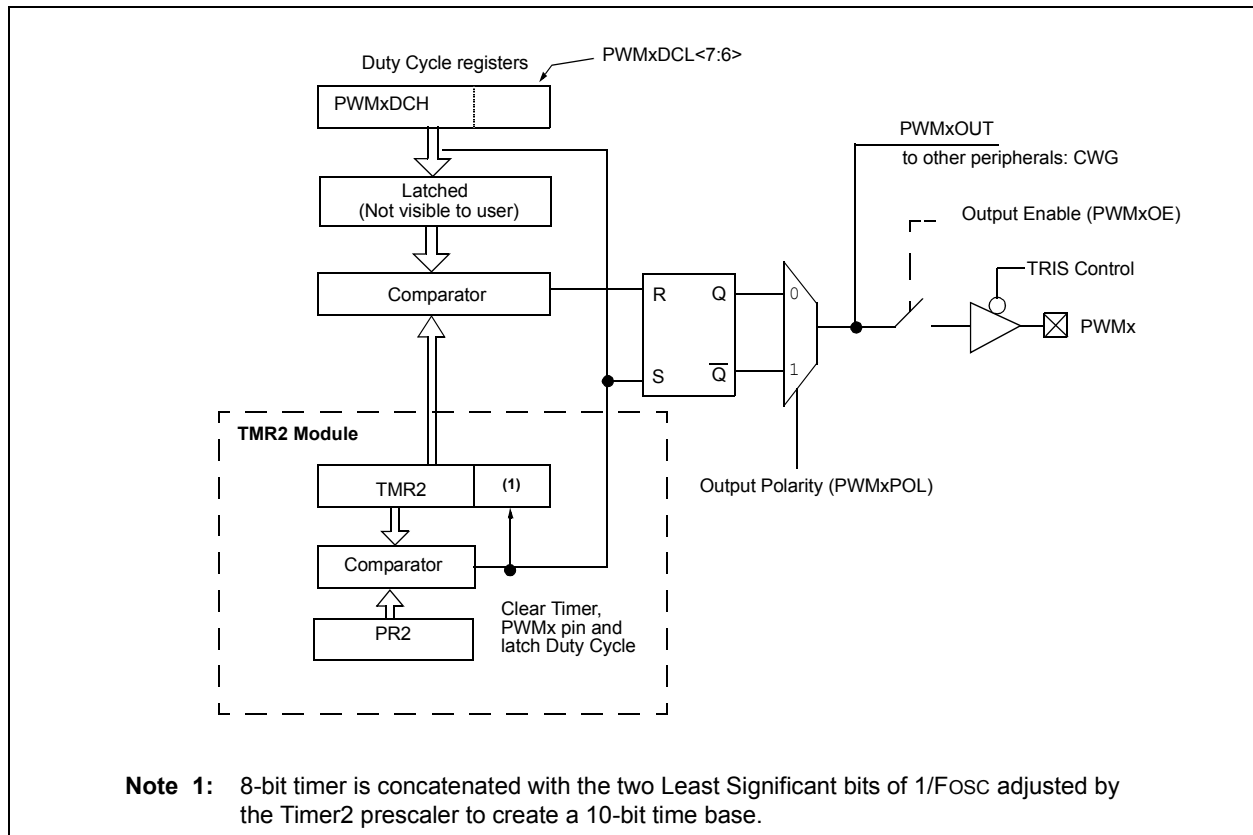 Duty Cycle registers
PWMxDCL<7:6>
PWMxDCH
Latched
(Not visible to user)
Comparator
R
Q
S
Q
0
1
PWMxOUT
to other peripherals: CWG
Output Enable (PWMxOE)
TRIS Control
PWMx
Output Polarity (PWMxPOL)
TMR2 Module
TMR2
(1)
Comparator
PR2
Clear Timer,
PWMx pin and
latch Duty Cycle
Note 1: 8-bit timer is concatenated with the two Least Significant bits of 1/FOSC adjusted by
the Timer2 prescaler to create a 10-bit time base.